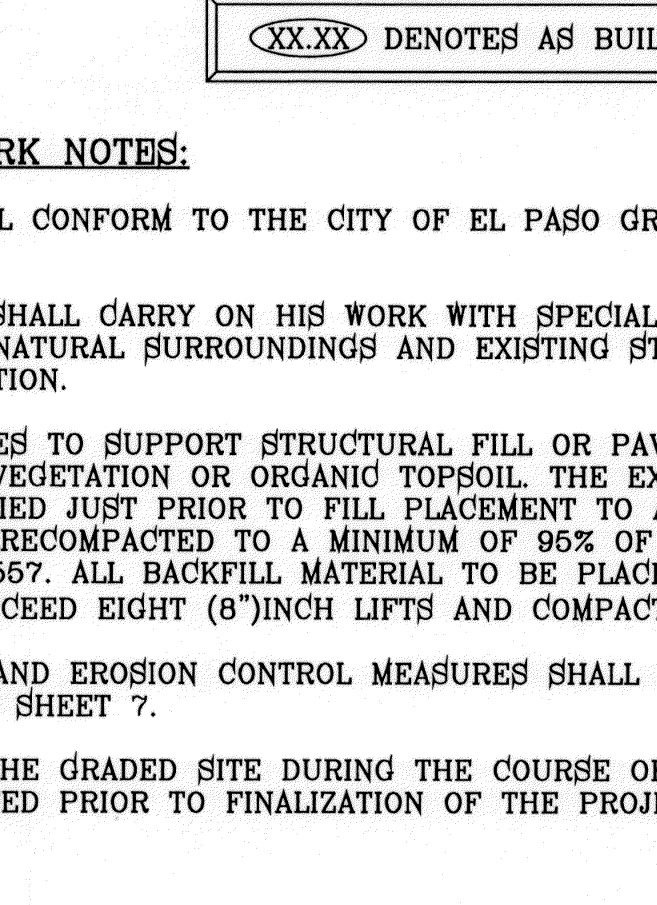 XX.XX DENOTES AS BUIL
RK NOTES:
L CONFORM TO THE CITY OF EL PASO GR
SHALL CARRY ON HIS WORK WITH SPECIAL
NATURAL SURROUNDINGS AND EXISTING ST
TION.
ES TO SUPPORT STRUCTURAL FILL OR PAV
VEGETATION OR ORGANIC TOPSOIL. THE EX
IED JUST PRIOR TO FILL PLACEMENT TO A
RECOMPACTED TO A MINIMUM OF 95% OF
557. ALL BACKFILL MATERIAL TO BE PLACE
CEED EIGHT (8")INCH LIFTS AND COMPACT
AND EROSION CONTROL MEASURES SHALL
SHEET 7.
HE GRADED SITE DURING THE COURSE OF
ED PRIOR TO FINALIZATION OF THE PROJE